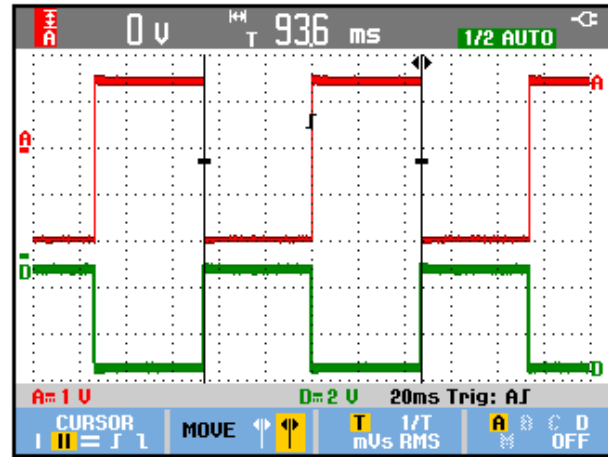 A 0 V T 93.6 ms 1/2 AUTO
A
A
D
D
A= 1 V D= 2 V 20ms Trig: A
CURSOR MOVE T 1/T A B C D
mVs RMS M OFF